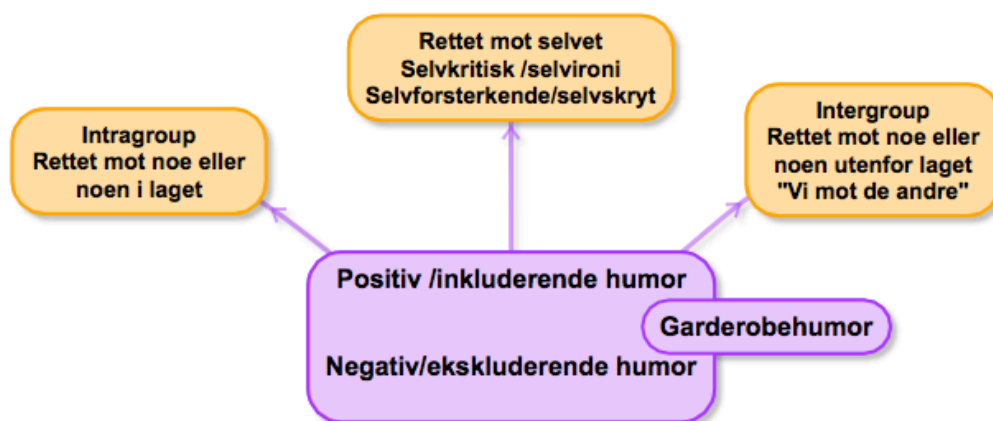 Rettet mot selvet
Selvkritisk /selvironi
Selvforsterkende/selvskryt
Intragroup
Rettet mot noe eller
noen i laget
Intergroup
Rettet mot noe eller
noen utenfor laget
"Vi mot de andre"
Positiv /inkluderende humor
Garderobehumor
Negativ/ekskluderende humor